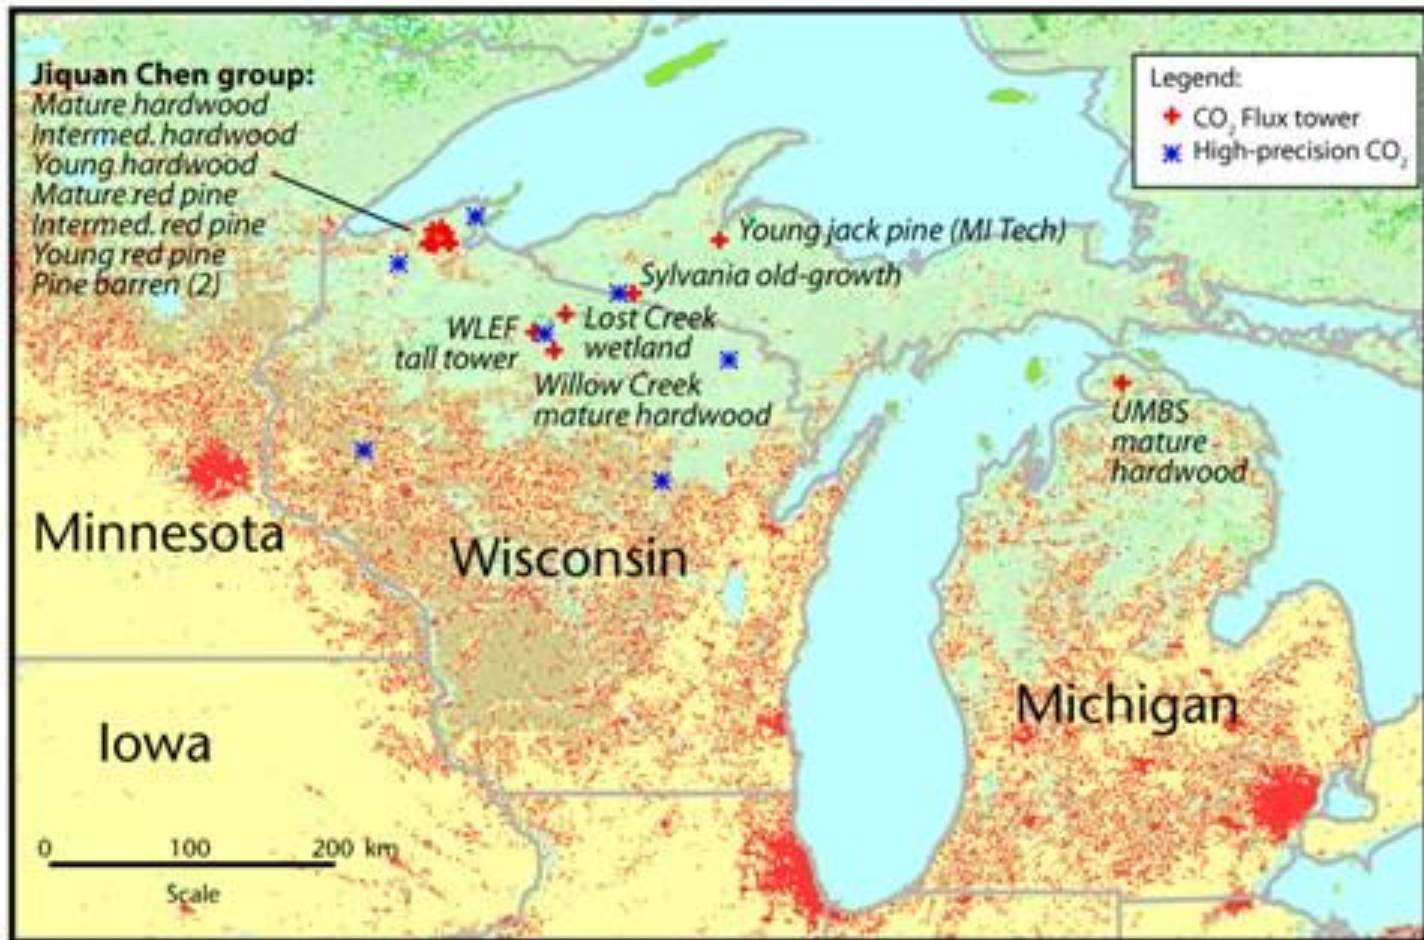 Jiquan Chen group:
Mature hardwood
Intermed. hardwood
Young hardwood
Mature red pine
Intermed. red pine
Young red pine
Pine barren (2)
Legend:
CO₂ Flux tower
High-precision CO₂
Young jack pine (MI Tech)
Sylvania old-growth
WLEF
tall tower
Lost Creek
wetland
Willow Creek
mature hardwood
UMBS
mature
hardwood
Minnesota
Wisconsin
Michigan
Iowa
0 100 200 km
Scale